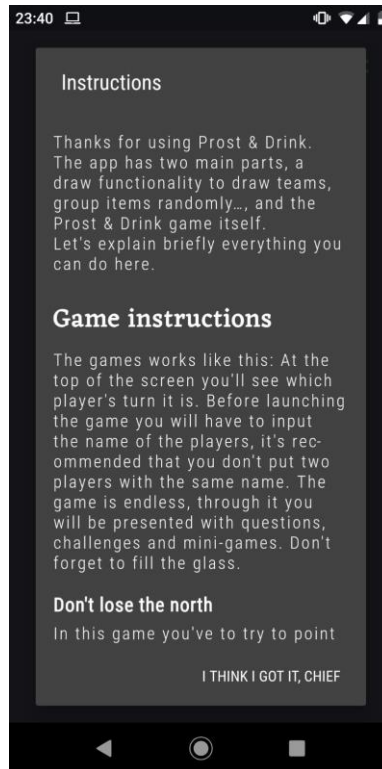 23:40
Instructions
Thanks for using Prost & Drink.
The app has two main parts, a
draw functionality to draw teams,
group items randomly..., and the
Prost & Drink game itself.
Let's explain briefly everything you
can do here.
Game instructions
The games works like this: At the
top of the screen you'll see which
player's turn it is. Before launching
the game you will have to input
the name of the players, it's rec-
ommended that you don't put two
players with the same name. The
game is endless, through it you
will be presented with questions,
challenges and mini-games. Don't
forget to fill the glass.
Don't lose the north
In this game you've to try to point
I THINK I GOT IT, CHIEF